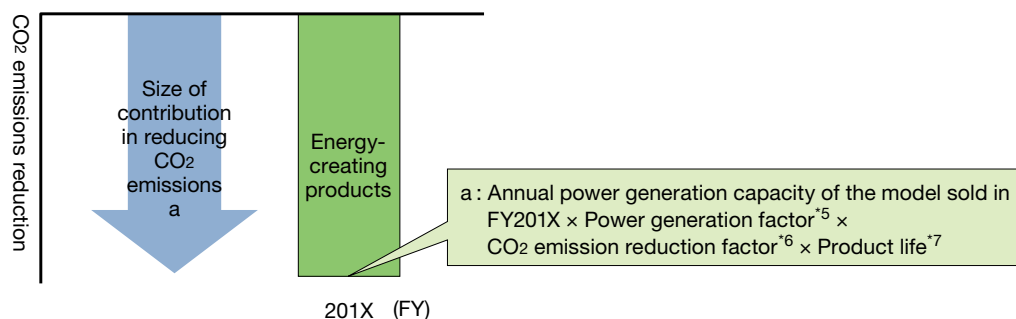 CO2 emissions reduction
Size of
contribution
in reducing
CO2
emissions
a
Energy-
creating
products
a : Annual power generation capacity of the model sold in
FY201X × Power generation factor*5 ×
CO2 emission reduction factor*6 × Product life*7
201X (FY)